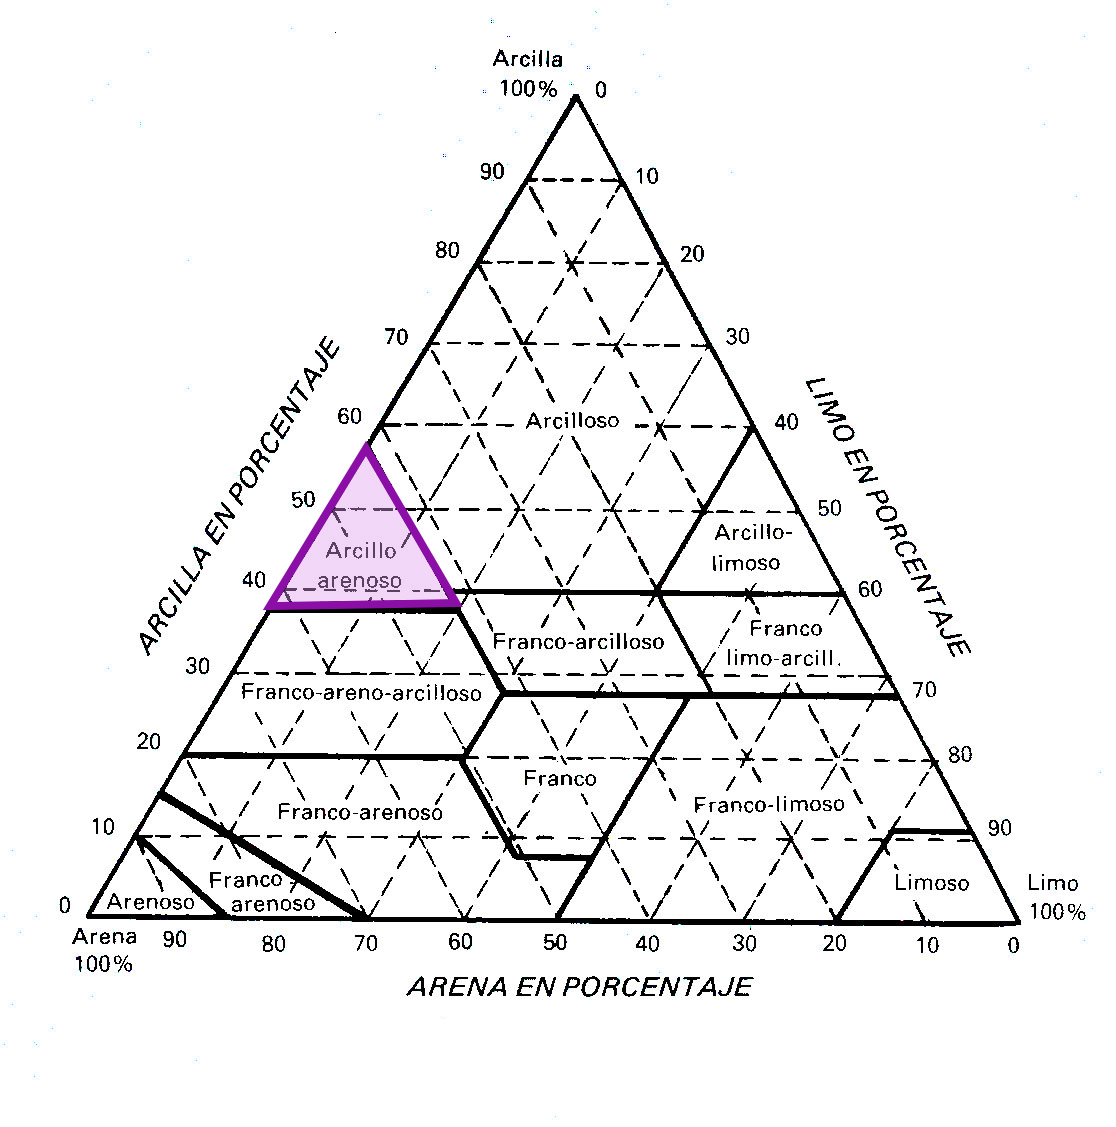 Arcilla
100% 0
90 10
80 20
70 30
ARCILLA EN PORCENTAJE
LIMO EN PORCENTAJE
60 Arcilloso 40
50 50
Arcillo-
limoso
Arcillo
arenoso
40 60
Franco-arcilloso
Franco
limo-arcill.
30 70
Franco-areno-arcilloso
20 80
Franco
Franco-arenoso
Franco-limoso
10 90
Franco
arenoso
Arenoso
Limoso
0
Limo
100%
Arena
100%
90 80 70 60 50 40 30 20 10 0
ARENA EN PORCENTAJE